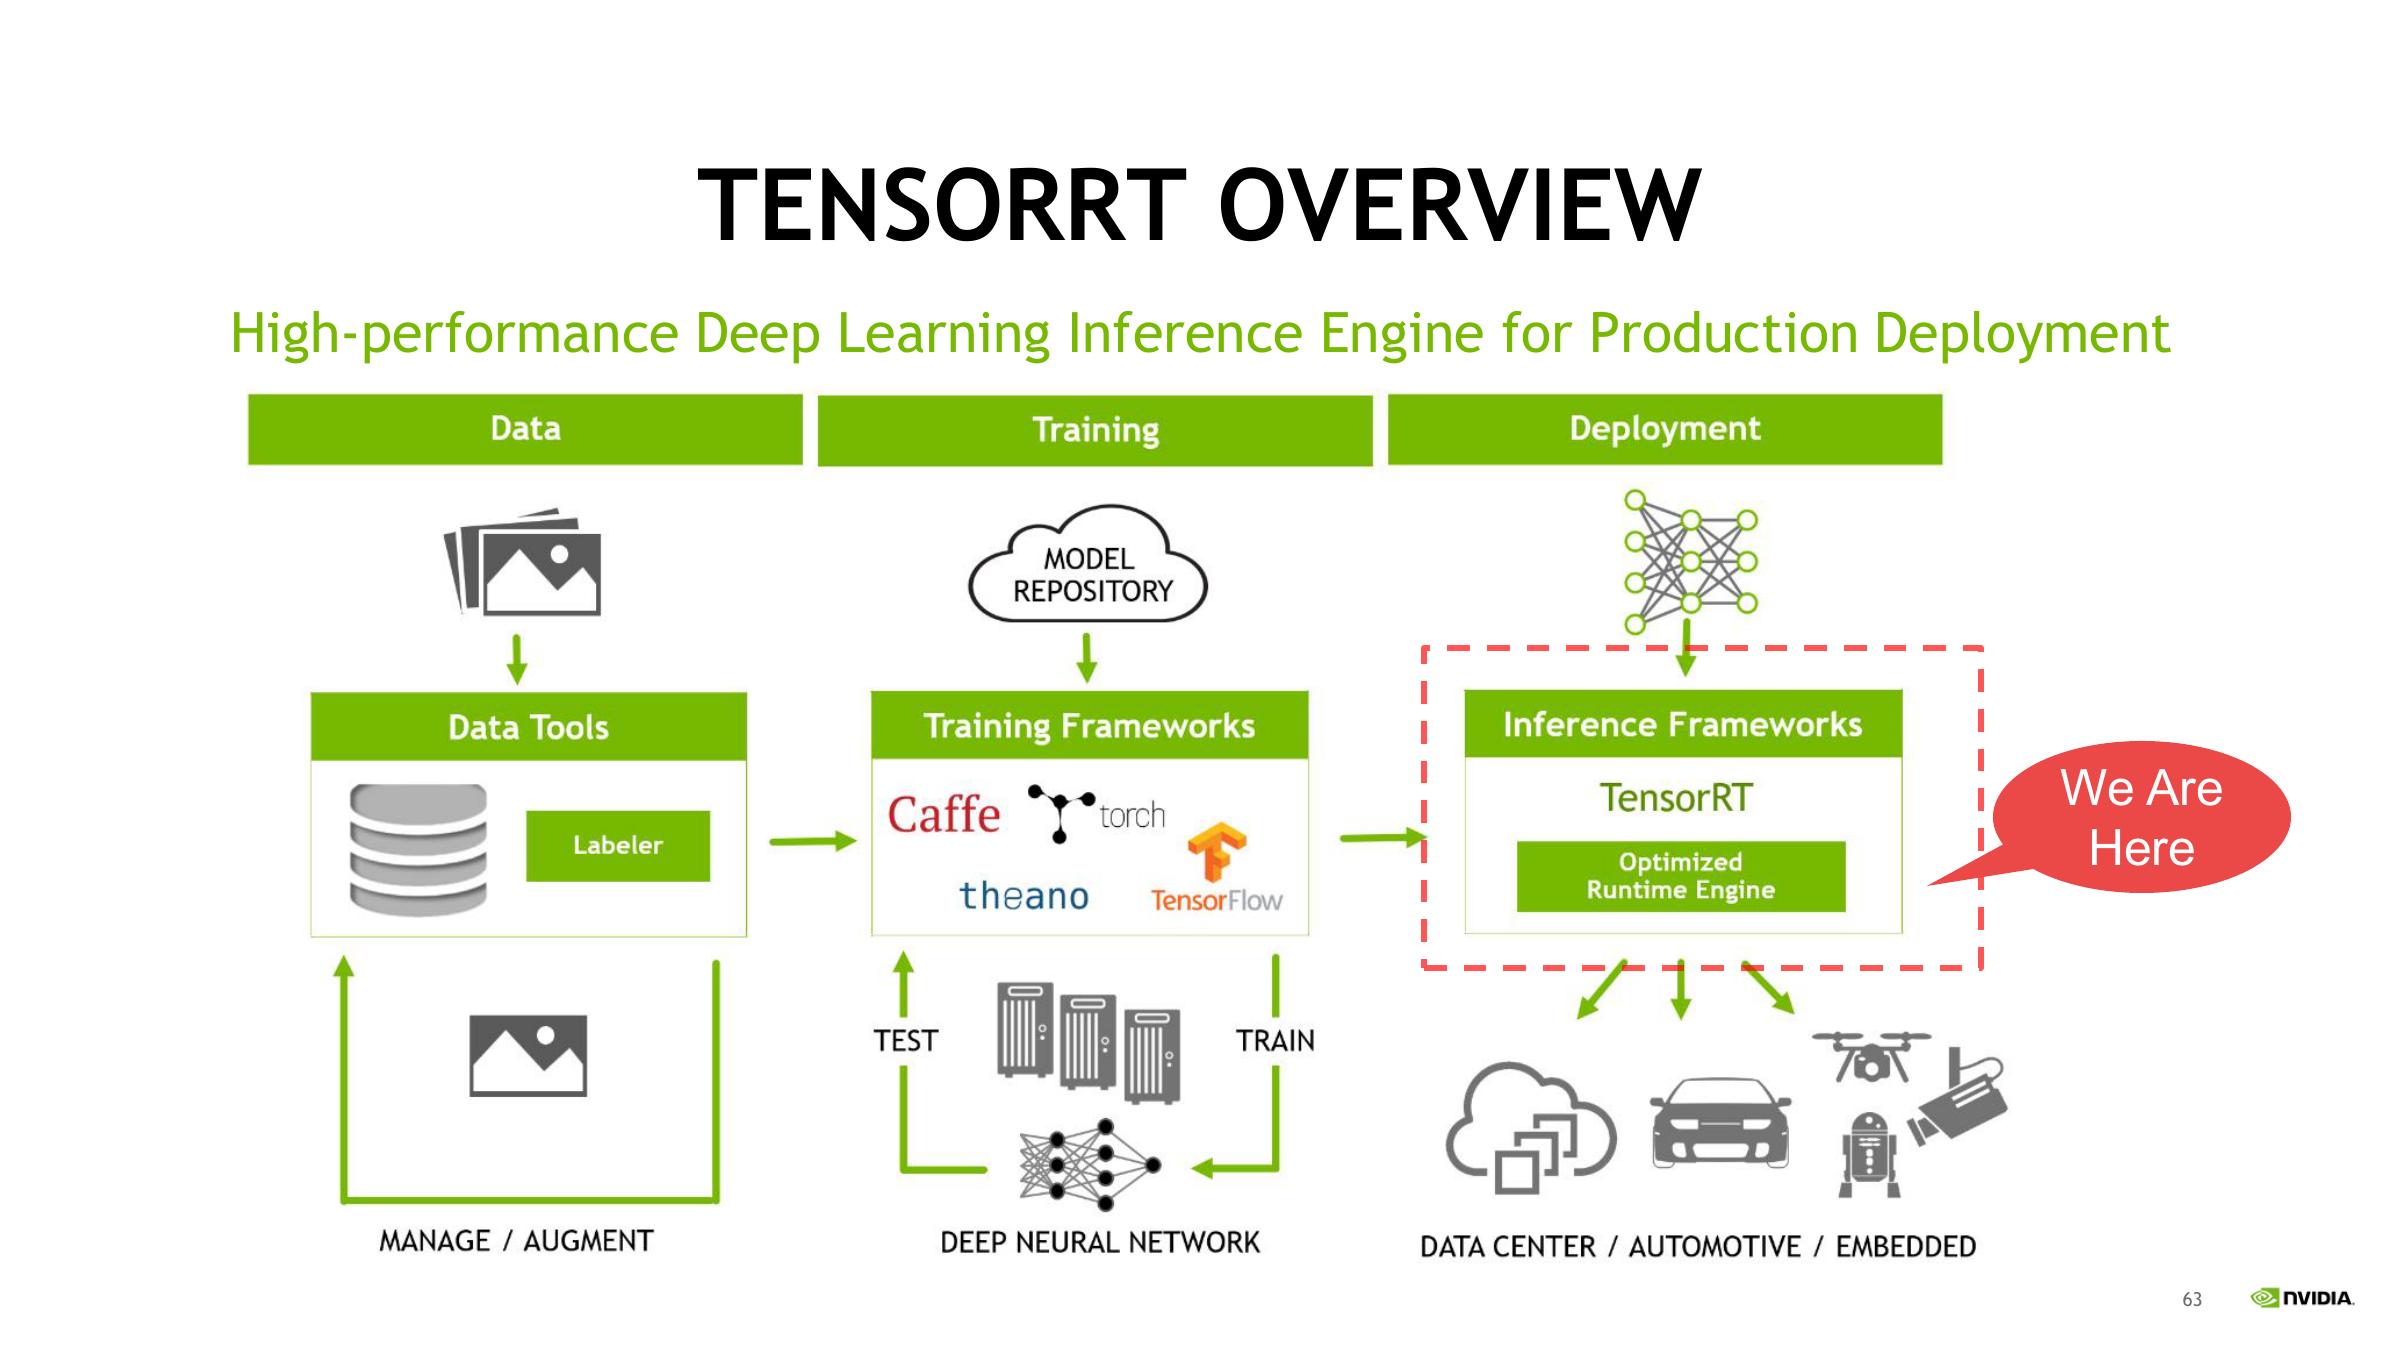 TENSORRT OVERVIEW
High-performance Deep Learning Inference Engine for Production Deployment
Data
Training
Deployment
MODEL
REPOSITORY
Data Tools
Labeler
Training Frameworks
Caffe
torch
theano
TensorFlow
Inference Frameworks
TensorRT
Optimized
Runtime Engine
We Are
Here
TEST
TRAIN
MANAGE / AUGMENT
DEEP NEURAL NETWORK
DATA CENTER / AUTOMOTIVE / EMBEDDED
63
NVIDIA.